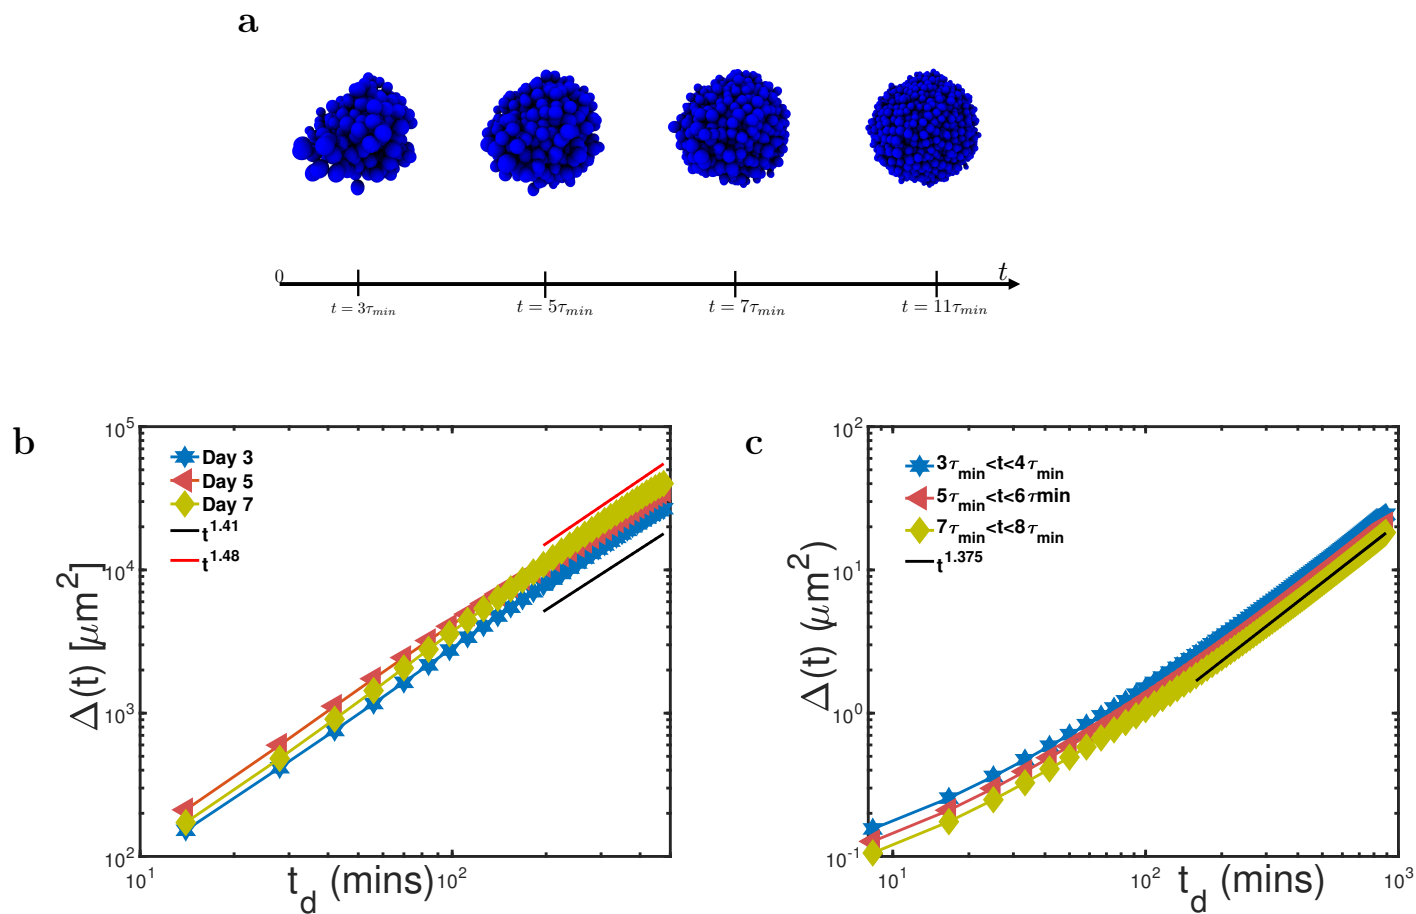 a
0
t
t = 3τ_min
t = 5τ_min
t = 7τ_min
t = 11τ_min
b
Δ(t) [μm^2]
10^5
10^4
10^3
10^2
Day 3
Day 5
Day 7
t^1.41
t^1.48
10^1
t_d (mins)
10^2
c
Δ(t) (μm^2)
10^2
10^1
10^0
10^-1
3τ_min<t<4τ_min
5τ_min<t<6τmin
7τ_min<t<8τ_min
t^1.375
10^1
10^2
t_d (mins)
10^3